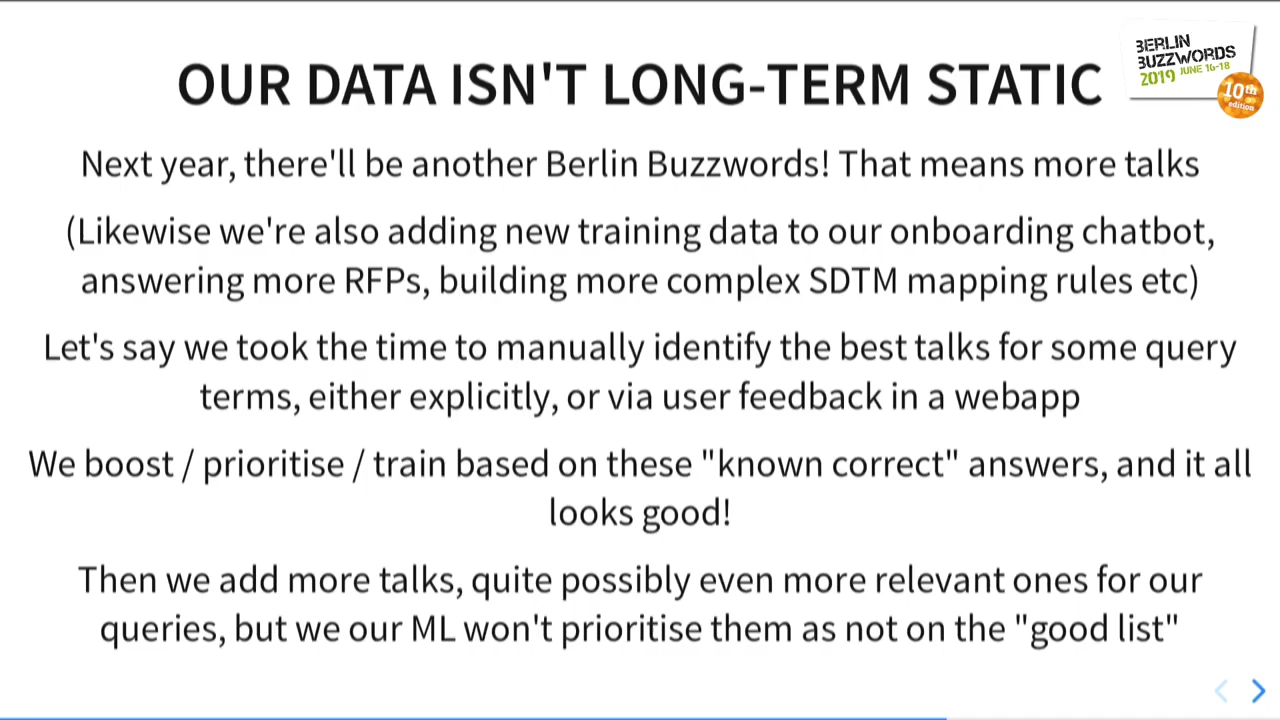 BERLIN
BUZZWORDS
2019 JUNE 16-18
10th
edition
OUR DATA ISN'T LONG-TERM STATIC
Next year, there'll be another Berlin Buzzwords! That means more talks
(Likewise we're also adding new training data to our onboarding chatbot,
answering more RFPs, building more complex SDTM mapping rules etc)
Let's say we took the time to manually identify the best talks for some query
terms, either explicitly, or via user feedback in a webapp
We boost / prioritise / train based on these "known correct" answers, and it all
looks good!
Then we add more talks, quite possibly even more relevant ones for our
queries, but we our ML won't prioritise them as not on the "good list"